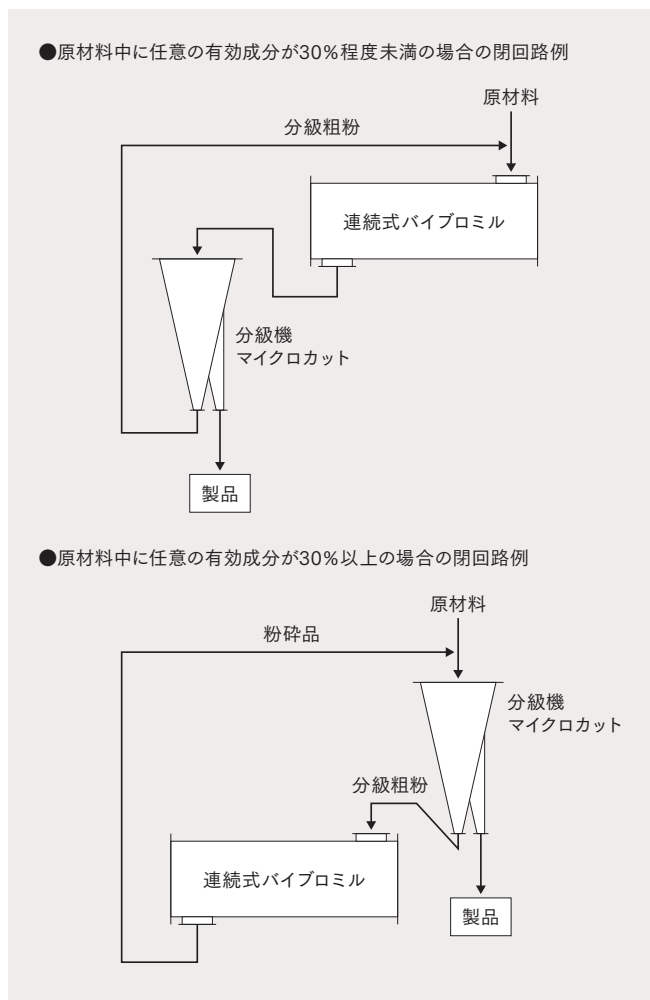 ●原材料中に任意の有効成分が30%程度未満の場合の閉回路例
原材料
分級粗粉
連続式バイブロミル
分級機
マイクロカット
製品
●原材料中に任意の有効成分が30%以上の場合の閉回路例
原材料
粉砕品
分級機
マイクロカット
分級粗粉
連続式バイブロミル
製品